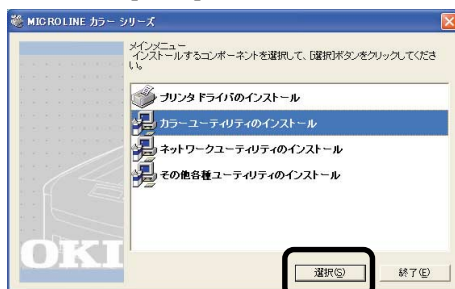 MICROLINE カラー シリーズ
メインメニュー
インストールするコンポーネントを選択して、[選択]ボタンをクリックしてくださ
い。
プリンタ ドライバのインストール
カラーユーティリティのインストール
ネットワークユーティリティのインストール
その他各種ユーティリティのインストール
OKI
選択(S)
終了(E)